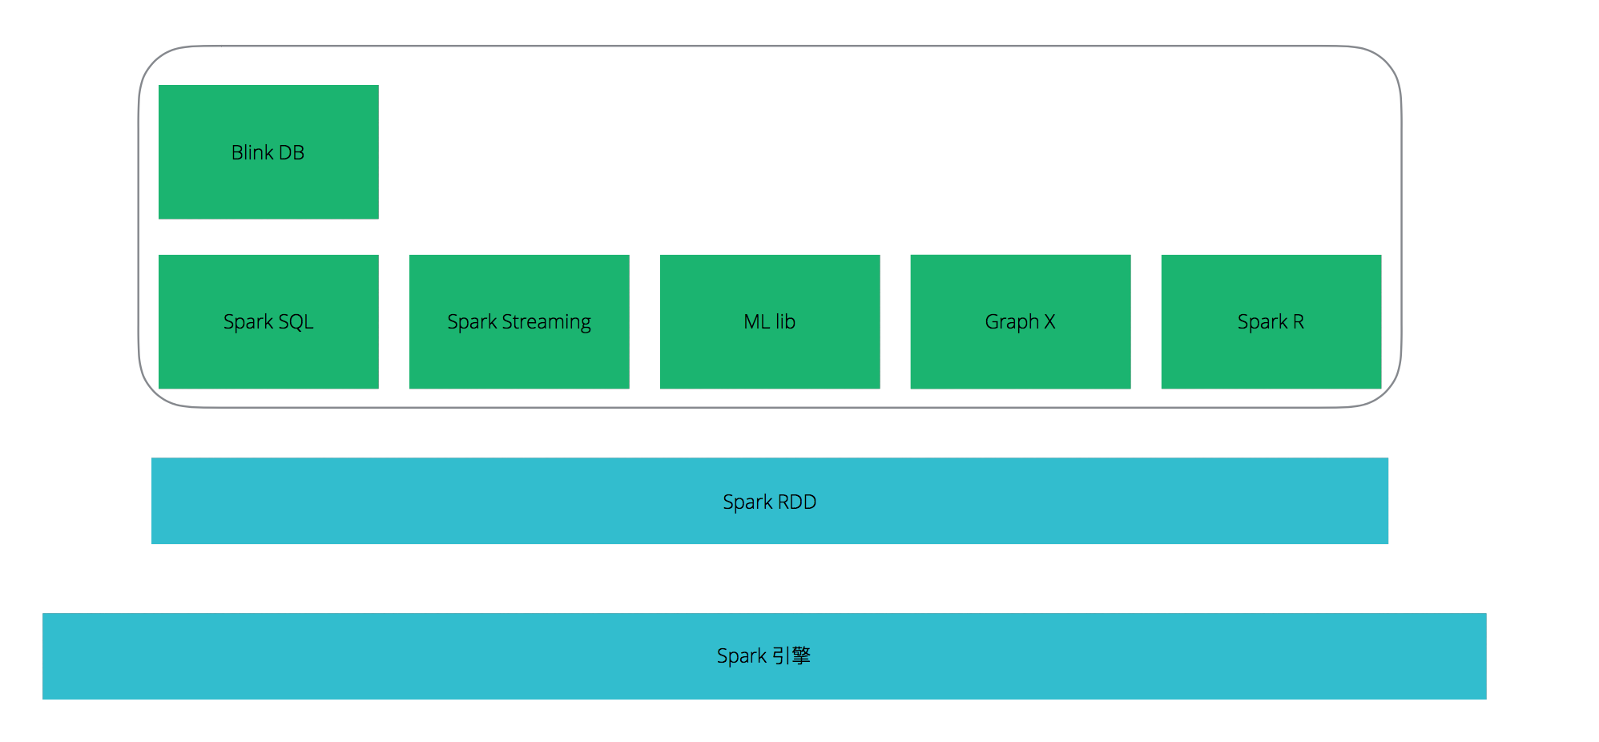 Blink DB
Spark SQL
Spark Streaming
ML lib
Graph X
Spark R
Spark RDD
Spark 引擎